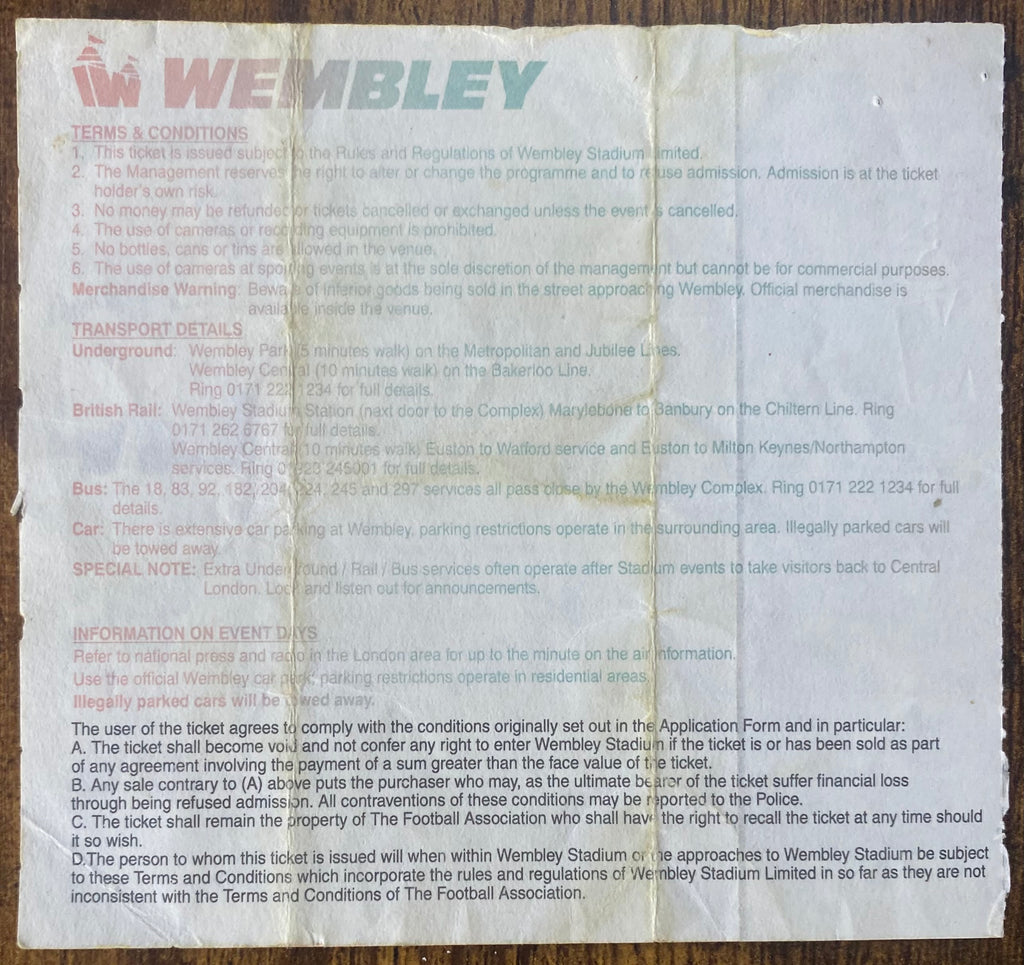 WEMBLEY
TERMS & CONDITIONS
1. This ticket is issued subject to the Rules and Regulations of Wembley Stadium Limited.
2. The Management reserves the right to alter or change the programme and to refuse admission. Admission is at the ticket
holder's own risk.
3. No money may be refunded or tickets cancelled or exchanged unless the event is cancelled.
4. The use of cameras or recording equipment is prohibited.
5. No bottles, cans or tins are allowed in the venue.
6. The use of cameras at sporting events is at the sole discretion of the management but cannot be for commercial purposes.
Merchandise Warning: Beware of inferior goods being sold in the street approaching Wembley. Official merchandise is
available inside the venue.
TRANSPORT DETAILS
Underground: Wembley Park (5 minutes walk) on the Metropolitan and Jubilee Lines.
Wembley Central (10 minutes walk) on the Bakerloo Line.
Ring 0171 222 1234 for full details.
British Rail: Wembley Stadium Station (next door to the Complex) Marylebone to Banbury on the Chiltern Line. Ring
0171 262 6767 for full details.
Wembley Central (10 minutes walk) Euston to Watford service and Euston to Milton Keynes/Northampton
services. Ring 01923 245001 for full details.
Bus: The 18, 83, 92, 182, 204, 224, 245 and 297 services all pass close by the Wembley Complex. Ring 0171 222 1234 for full
details.
Car: There is extensive car parking at Wembley, parking restrictions operate in the surrounding area. Illegally parked cars will
be towed away.
SPECIAL NOTE: Extra Underground / Rail / Bus services often operate after Stadium events to take visitors back to Central
London. Look and listen out for announcements.
INFORMATION ON EVENT DAYS
Refer to national press and radio in the London area for up to the minute on the air information.
Use the official Wembley car park, parking restrictions operate in residential areas.
Illegally parked cars will be towed away.
The user of the ticket agrees to comply with the conditions originally set out in the Application Form and in particular:
A. The ticket shall become void and not confer any right to enter Wembley Stadium if the ticket is or has been sold as part
of any agreement involving the payment of a sum greater than the face value of the ticket.
B. Any sale contrary to (A) above puts the purchaser who may, as the ultimate bearer of the ticket suffer financial loss
through being refused admission. All contraventions of these conditions may be reported to the Police.
C. The ticket shall remain the property of The Football Association who shall have the right to recall the ticket at any time should
it so wish.
D.The person to whom this ticket is issued will when within Wembley Stadium or the approaches to Wembley Stadium be subject
to these Terms and Conditions which incorporate the rules and regulations of Wembley Stadium Limited in so far as they are not
inconsistent with the Terms and Conditions of The Football Association.